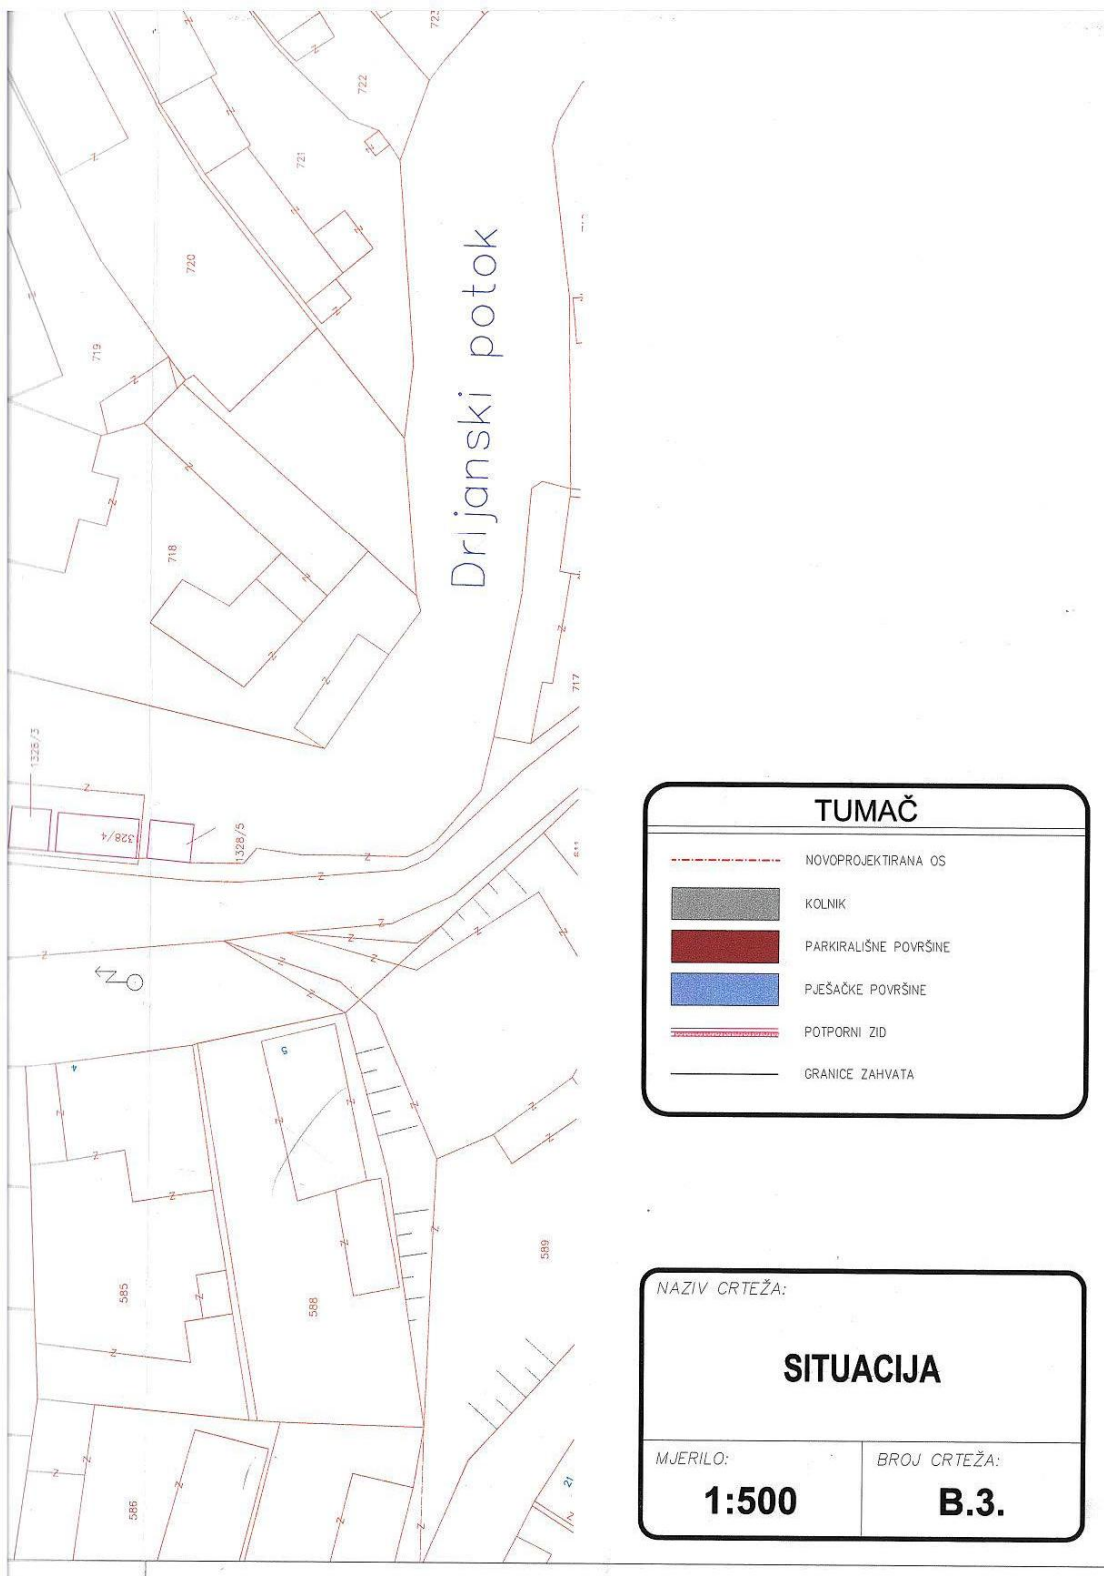 723
722
721
720
719
718
Drijanski potok
717
1328/3
1328/4
1328/5
4
5
585
588
589
586
21
TUMAČ
NOVOPROJEKTIRANA OS
KOLNIK
PARKIRALIŠNE POVRŠINE
PJEŠAČKE POVRŠINE
POTPORNI ZID
GRANICE ZAHVATA
NAZIV CRTEŽA:
SITUACIJA
MJERILO:
1:500
BROJ CRTEŽA:
B.3.